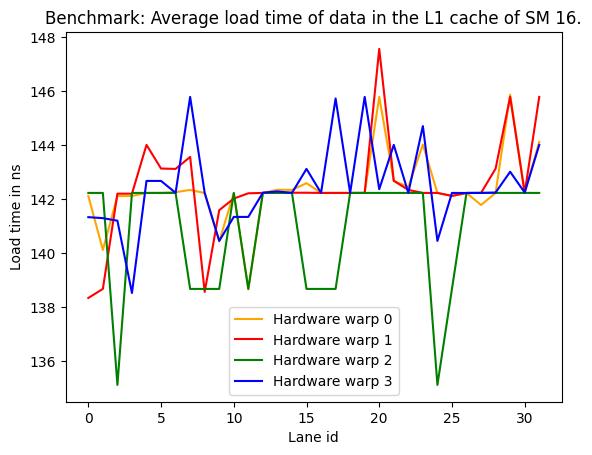 Benchmark: Average load time of data in the L1 cache of SM 16.
Load time in ns
148
146
144
142
140
138
136
Hardware warp 0
Hardware warp 1
Hardware warp 2
Hardware warp 3
0 5 10 15 20 25 30
Lane id